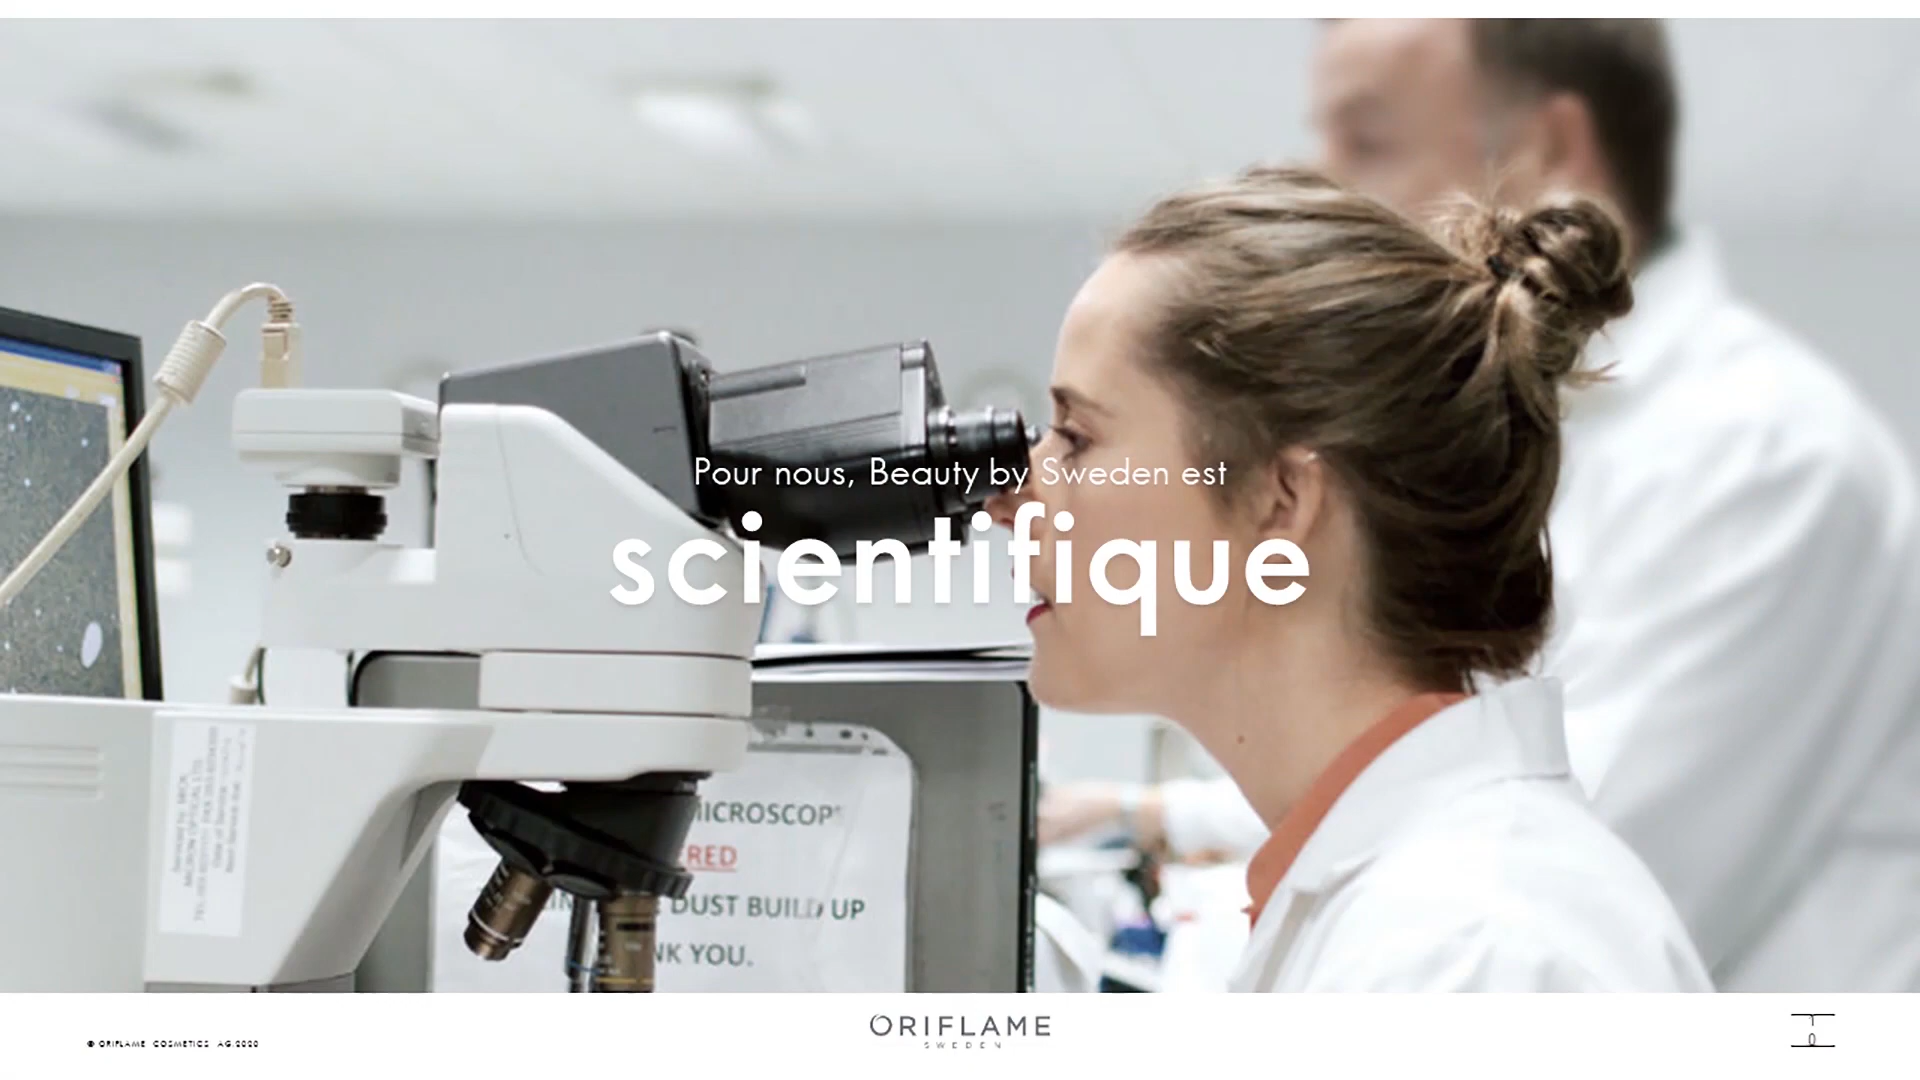 Pour nous, Beauty by Sweden est
scientifique
MICROSCOPE
RED
DUST BUILD UP
NK YOU.
ORIFLAME
SWEDEN
© ORIFLAME COSMETICS AG 2020